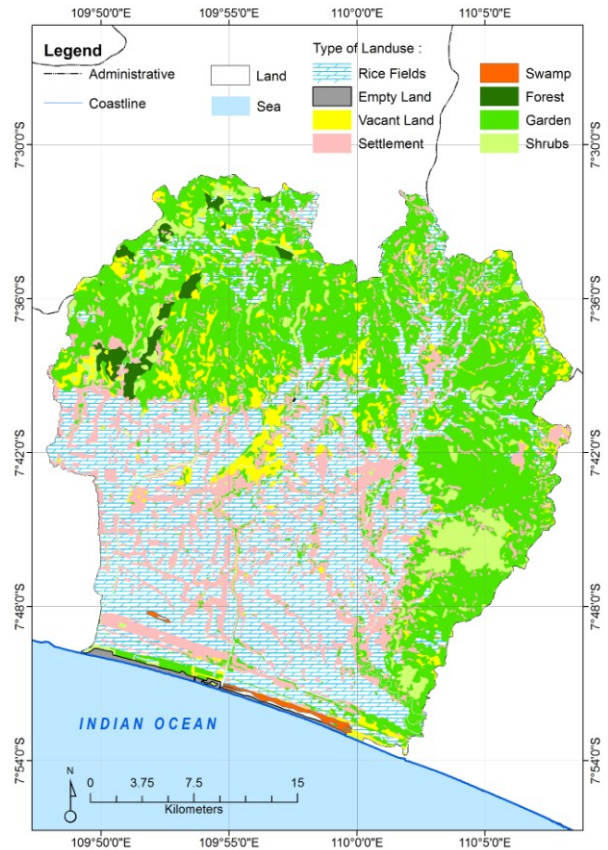 109°50'0"E 109°55'0"E 110°0'0"E 110°5'0"E
Legend
Administrative
Coastline
Land
Sea
Type of Landuse :
Rice Fields
Empty Land
Vacant Land
Settlement
Swamp
Forest
Garden
Shrubs
7°30'0"S 7°30'0"S
7°36'0"S 7°36'0"S
7°42'0"S 7°42'0"S
7°48'0"S 7°48'0"S
7°54'0"S 7°54'0"S
INDIAN OCEAN
N
0 3.75 7.5 15
Kilometers
109°50'0"E 109°55'0"E 110°0'0"E 110°5'0"E